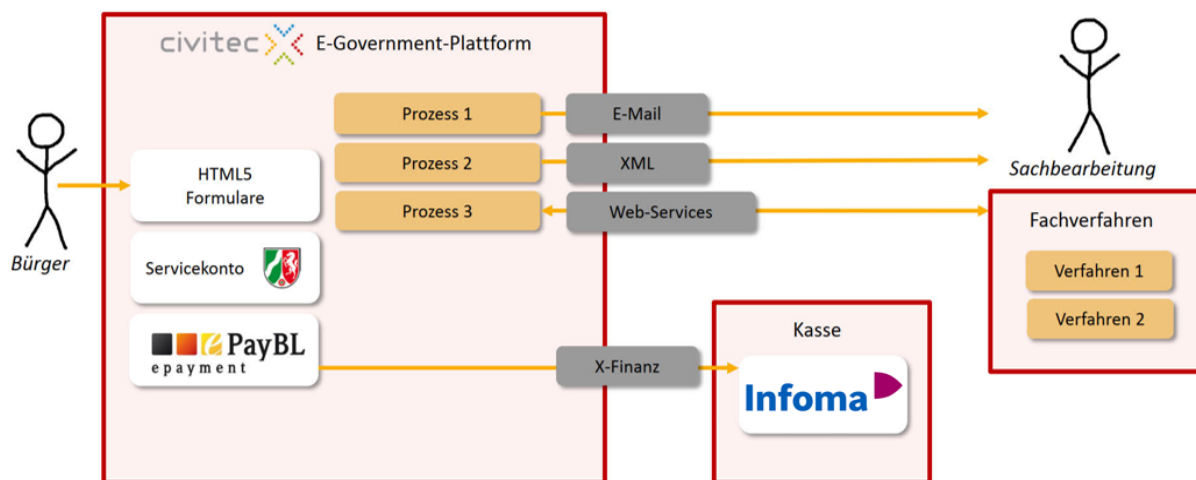 civitec E-Government-Plattform
Prozess 1
E-Mail
Prozess 2
XML
Prozess 3
Web-Services
HTML5
Formulare
Servicekonto
PayBL
epayment
X-Finanz
Bürger
Sachbearbeitung
Fachverfahren
Verfahren 1
Verfahren 2
Kasse
Infoma